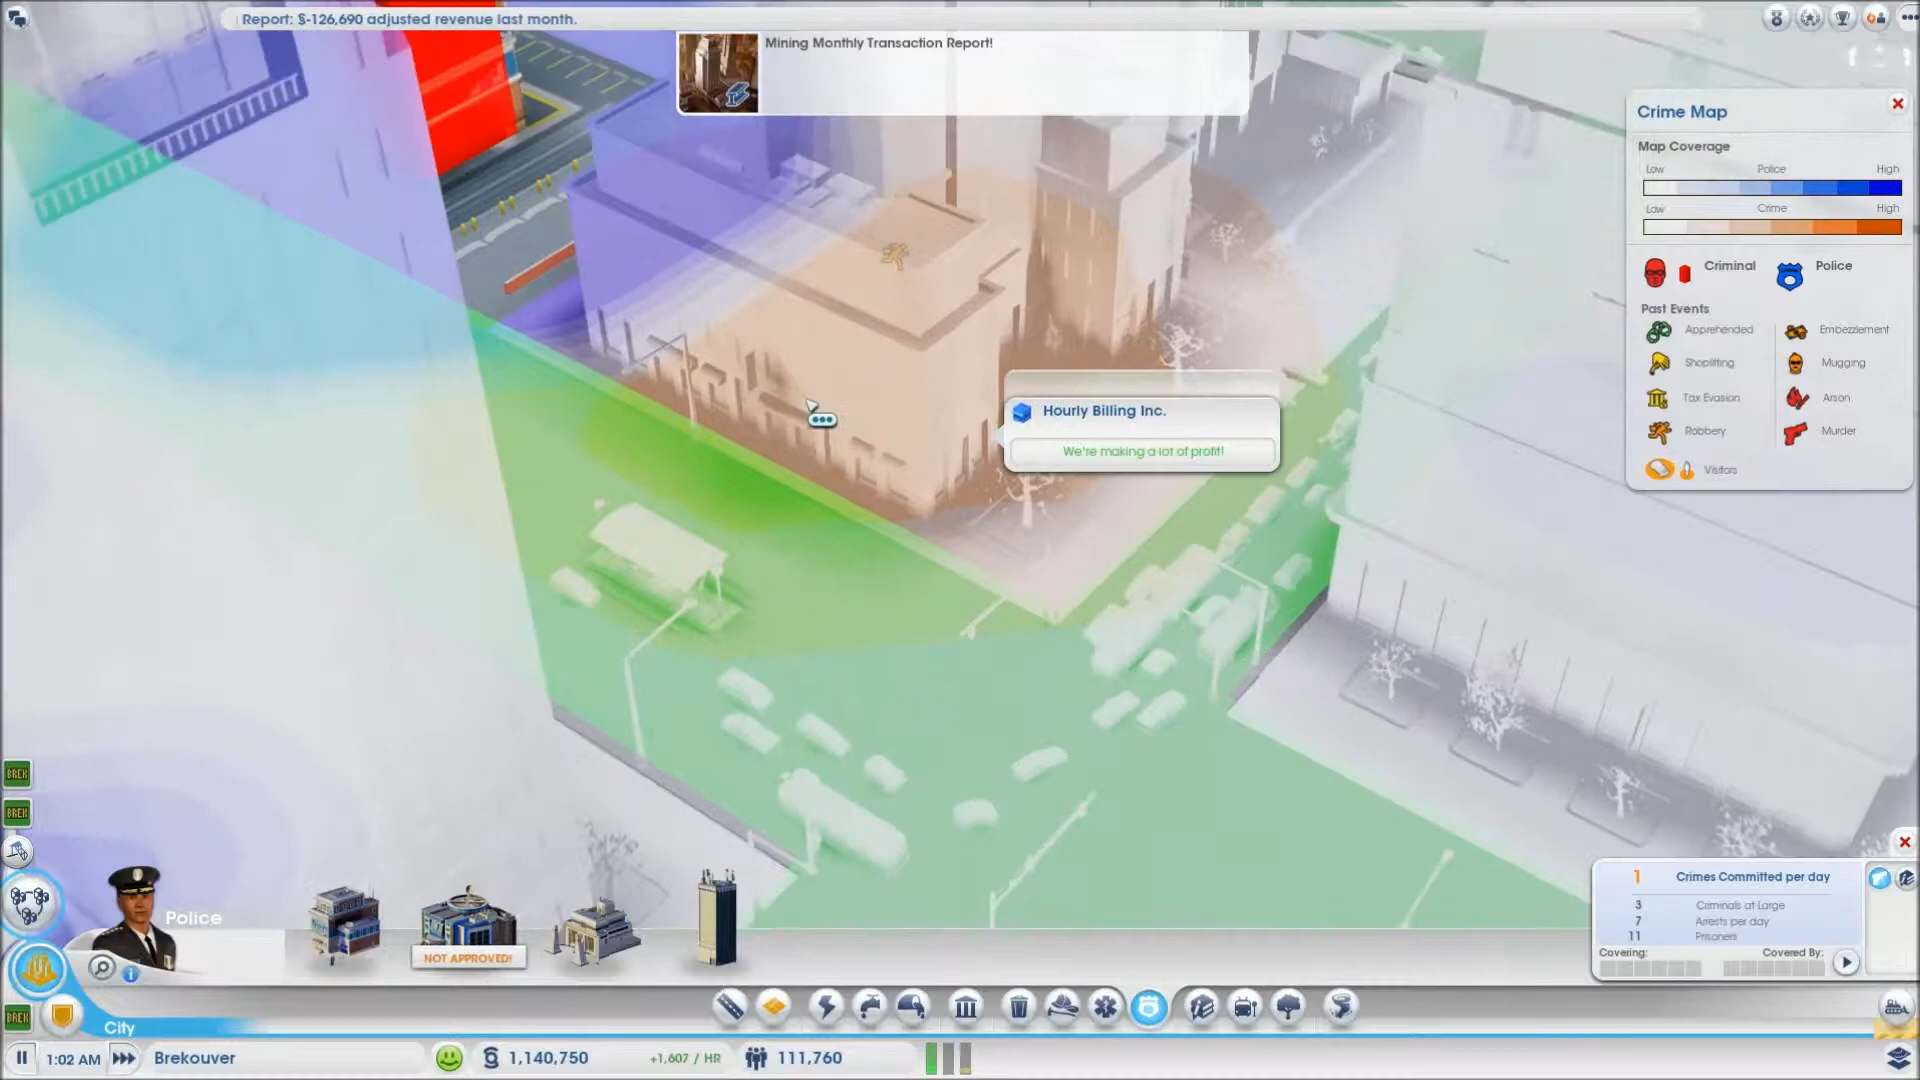 Report: $-126,690 adjusted revenue last month.
Mining Monthly Transaction Report!
Crime Map
Map Coverage
Low Police High
Low Crime High
Criminal Police
Past Events
Apprehended Embezzlement
Shoplifting Mugging
Tax Evasion Arson
Robbery Murder
Visitors
Hourly Billing Inc.
We're making a lot of profit!
BREK
BREK
Police
NOT APPROVED!
1 Crimes Committed per day
3 Criminals at Large
7 Arrests per day
11 Prisoners
Covering: Covered By:
BREK
City
1:02 AM Brekouver 1,140,750 +1,607 / HR 111,760